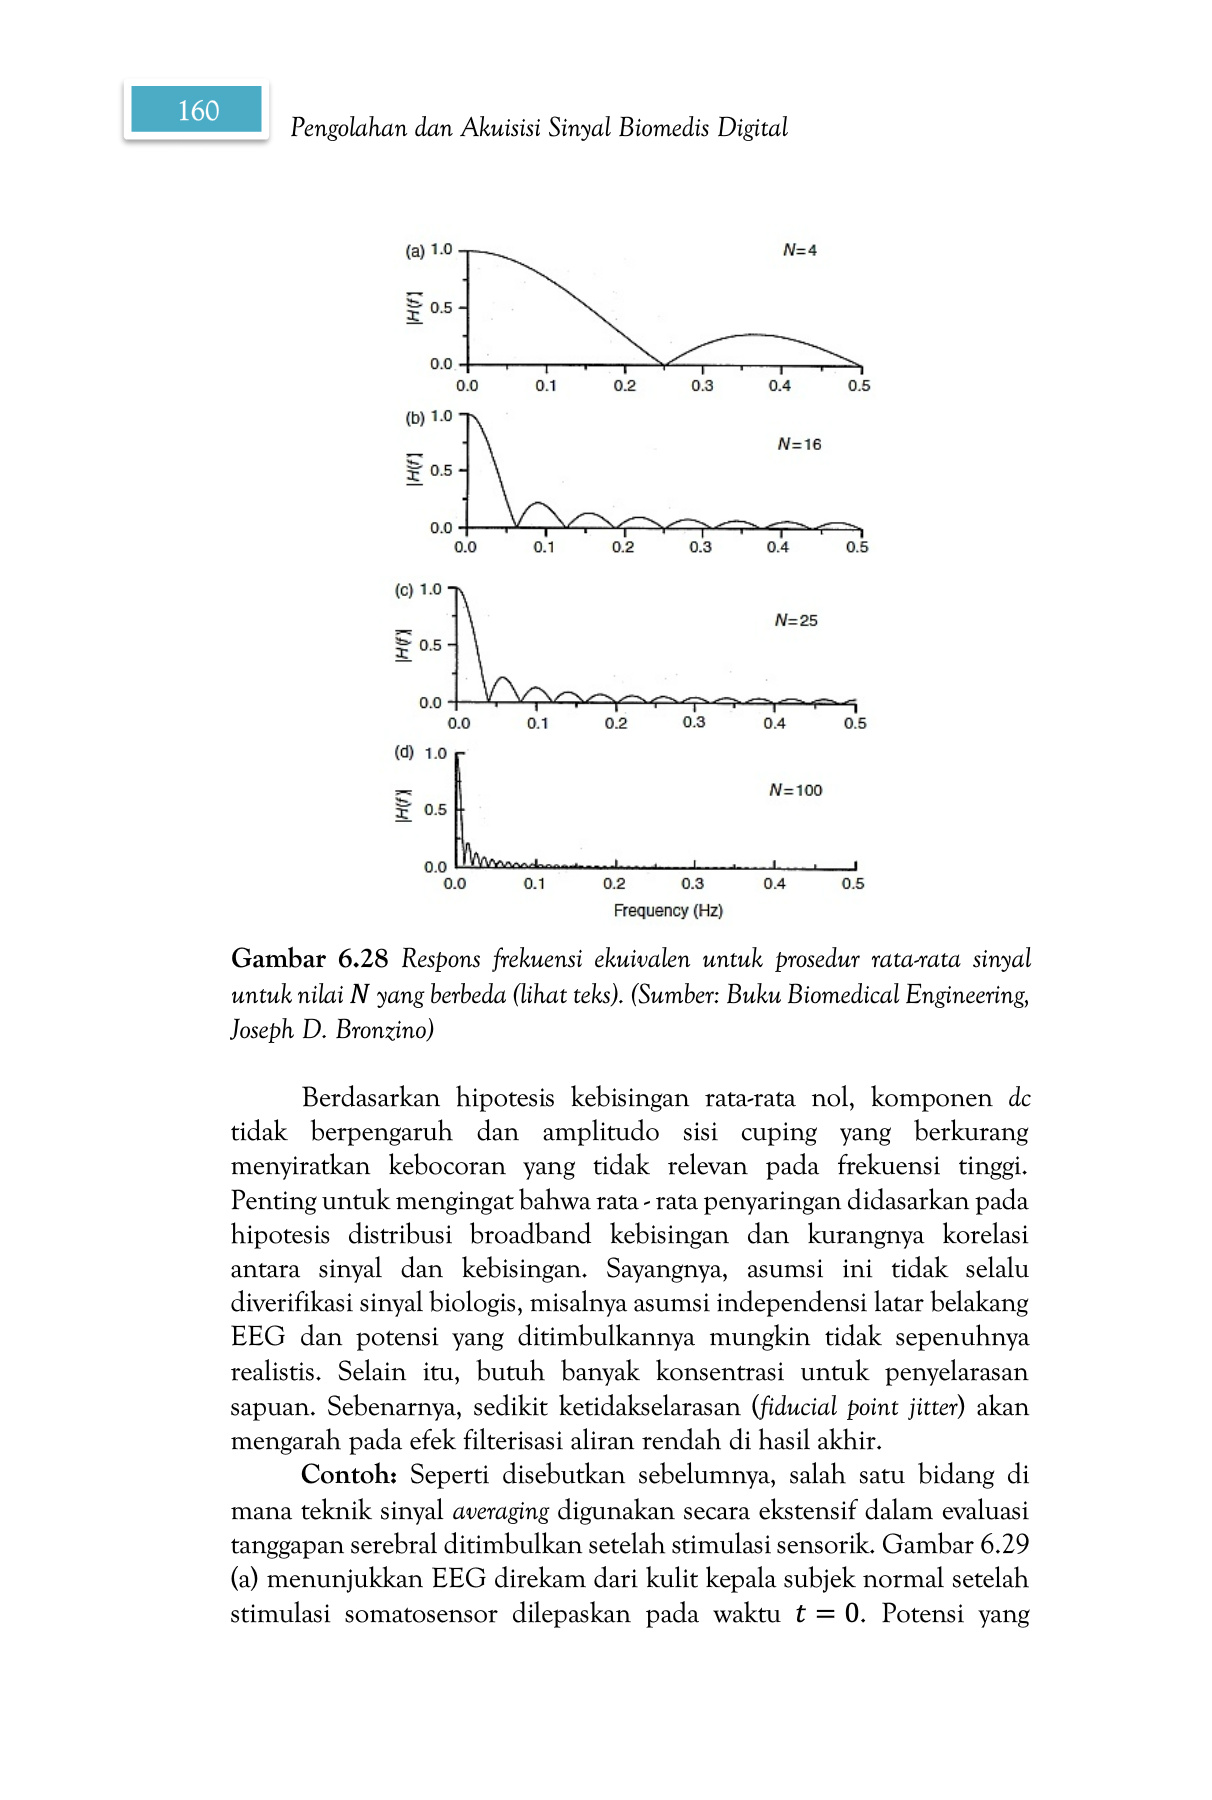 160
Pengolahan dan Akuisisi Sinyal Biomedis Digital
(a) 1.0
N=4
|H(f)|
0.5
0.0
0.0 0.1 0.2 0.3 0.4 0.5
(b) 1.0
N=16
|H(f)|
0.5
0.0
0.0 0.1 0.2 0.3 0.4 0.5
(c) 1.0
N=25
|H(f)|
0.5
0.0
0.0 0.1 0.2 0.3 0.4 0.5
(d) 1.0
N=100
|H(f)|
0.5
0.0
0.0 0.1 0.2 0.3 0.4 0.5
Frequency (Hz)
Gambar 6.28 Respons frekuensi ekuivalen untuk prosedur rata-rata sinyal
untuk nilai N yang berbeda (lihat teks). (Sumber: Buku Biomedical Engineering,
Joseph D. Bronzino)
Berdasarkan hipotesis kebisingan rata-rata nol, komponen dc
tidak berpengaruh dan amplitudo sisi cuping yang berkurang
menyiratkan kebocoran yang tidak relevan pada frekuensi tinggi.
Penting untuk mengingat bahwa rata - rata penyaringan didasarkan pada
hipotesis distribusi broadband kebisingan dan kurangnya korelasi
antara sinyal dan kebisingan. Sayangnya, asumsi ini tidak selalu
diverifikasi sinyal biologis, misalnya asumsi independensi latar belakang
EEG dan potensi yang ditimbulkannya mungkin tidak sepenuhnya
realistis. Selain itu, butuh banyak konsentrasi untuk penyelarasan
sapuan. Sebenarnya, sedikit ketidakselarasan (fiducial point jitter) akan
mengarah pada efek filterisasi aliran rendah di hasil akhir.
Contoh: Seperti disebutkan sebelumnya, salah satu bidang di
mana teknik sinyal averaging digunakan secara ekstensif dalam evaluasi
tanggapan serebral ditimbulkan setelah stimulasi sensorik. Gambar 6.29
(a) menunjukkan EEG direkam dari kulit kepala subjek normal setelah
stimulasi somatosensor dilepaskan pada waktu t = 0. Potensi yang